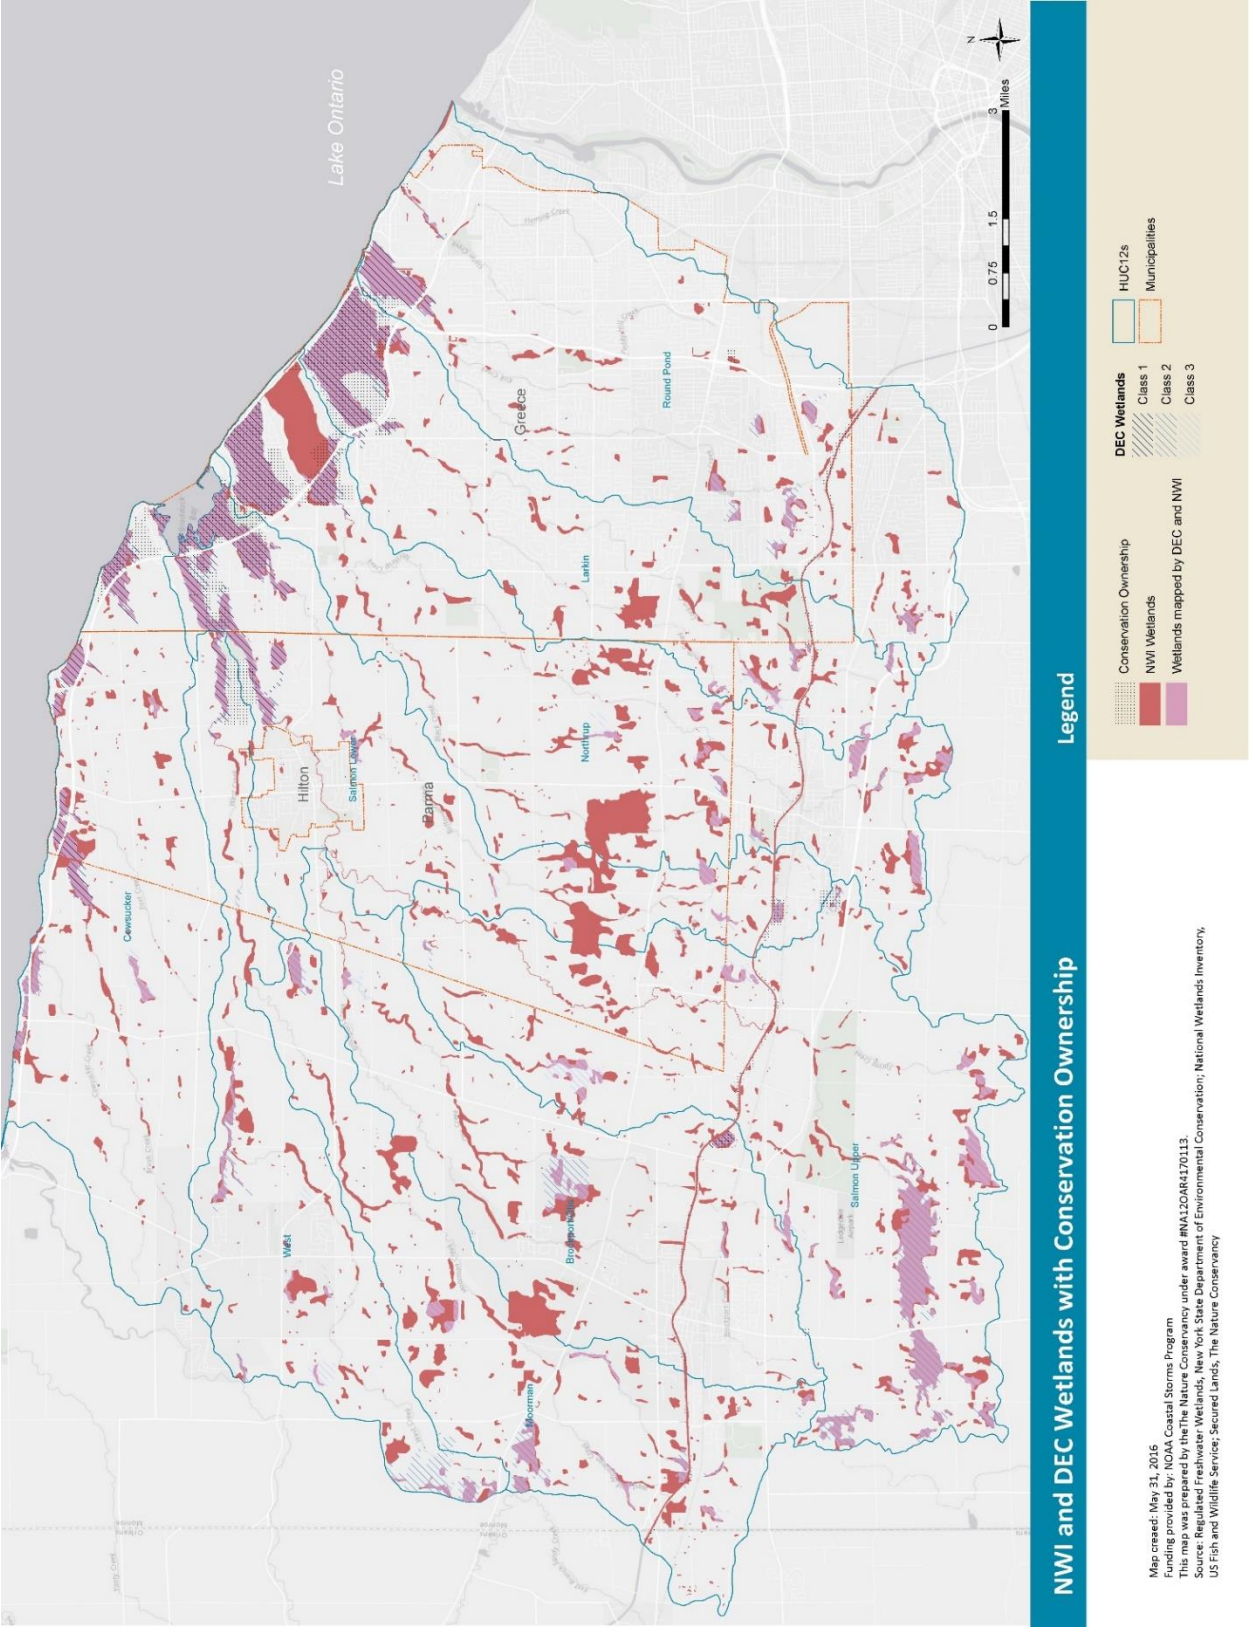 Lake Ontario
N
0 0.75 1.5 3 Miles
Greece
Round Pond
Larkin
Hilton
Salmon Lower
Parma
Northrup
Cowsucker
West
Moorman
Salmon Upper
NWI and DEC Wetlands with Conservation Ownership
Legend
Conservation Ownership
NWI Wetlands
Wetlands mapped by DEC and NWI
DEC Wetlands
Class 1
Class 2
Class 3
HUC12s
Municipalities
Map creaed: May 31, 2016
Funding provided by: NOAA Coastal Storms Program
This map was prepared by theThe Nature Conservancy under award #NA12OAR4170113.
Source: Regulated Freshwater Wetlands, New York State Department of Environmental Conservation; National Wetlands Inventory,
US Fish and Wildlife Service; Secured Lands, The Nature Conservancy